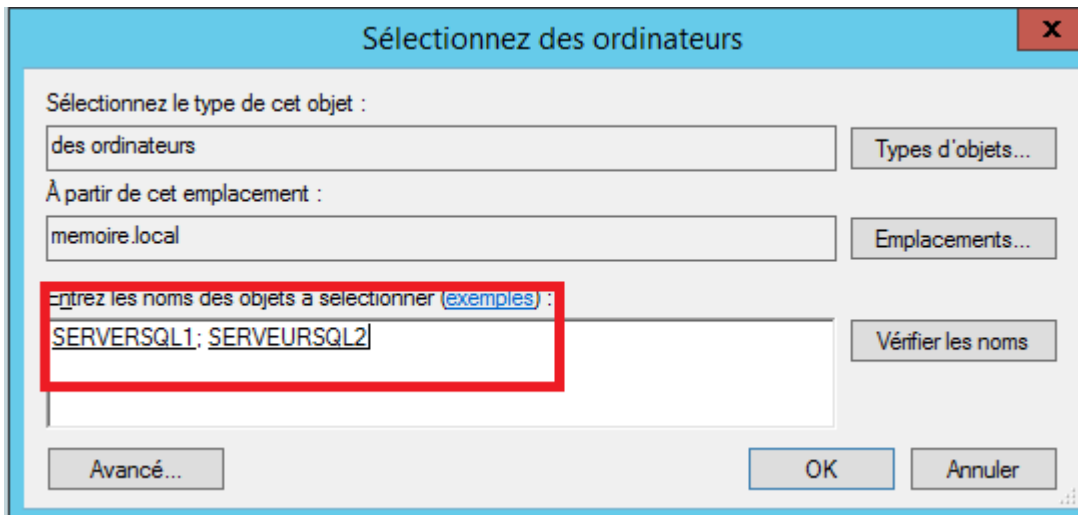 Sélectionnez des ordinateurs
x
Sélectionnez le type de cet objet :
des ordinateurs
Types d'objets...
À partir de cet emplacement :
memoire.local
Emplacements...
Entrez les noms des objets à sélectionner (exemples) :
SERVERSQL1; SERVEURSQL2
Vérifier les noms
Avancé...
OK
Annuler